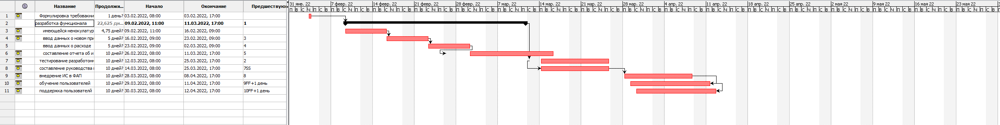 Название Продолжи... Начало Окончание Предшествую
31 янв. 22 7 февр. 22 14 февр. 22 21 февр. 22 28 февр. 22 7 мар. 22 14 мар. 22 21 мар. 22 28 мар. 22 4 апр. 22 11 апр. 22 18 апр. 22 25 апр. 22 2 мая 22 9 мая 22 16 мая 22 23 мая 22 3
П В С Ч П С В П В С Ч П С В П В С Ч П С В П В С Ч П С В П В С Ч П С В П В С Ч П С В П В С Ч П С В П В С Ч П С В П В С Ч П С В П В С Ч П С В П В С Ч П С В П В С Ч П С В П В С Ч П С В П В С Ч П С В П В С Ч П С В П В С Ч П С В П В С Ч П С В П
1 Формулировка требовакни 1 день? 03.02.2022, 08:00 03.02.2022, 17:00
2 разработка функционала 22,625 дн... 09.02.2022, 11:00 11.03.2022, 17:00 1
3 имеющейся ненокулатур 4,75 дней? 09.02.2022, 11:00 16.02.2022, 09:00
4 ввод данных о новом при 5 дней? 16.02.2022, 09:00 23.02.2022, 09:00 3
5 ввод данных о расходе 5 дней? 23.02.2022, 09:00 02.03.2022, 09:00 4
6 составление отчета об и 10 дней? 26.02.2022, 08:00 11.03.2022, 17:00 5
7 тестирование разработонн 10 дней? 12.03.2022, 08:00 25.03.2022, 17:00 2
8 составление руководства 10 дней? 14.03.2022, 08:00 25.03.2022, 17:00 7SS
9 внедрение ИС в ФАП 10 дней? 28.03.2022, 08:00 08.04.2022, 17:00 8
10 обучение пользователей 10 дней? 29.03.2022, 08:00 11.04.2022, 17:00 9FF+1 день
11 поддержка пользователй 10 дней? 30.03.2022, 08:00 12.04.2022, 17:00 10FF+1 день